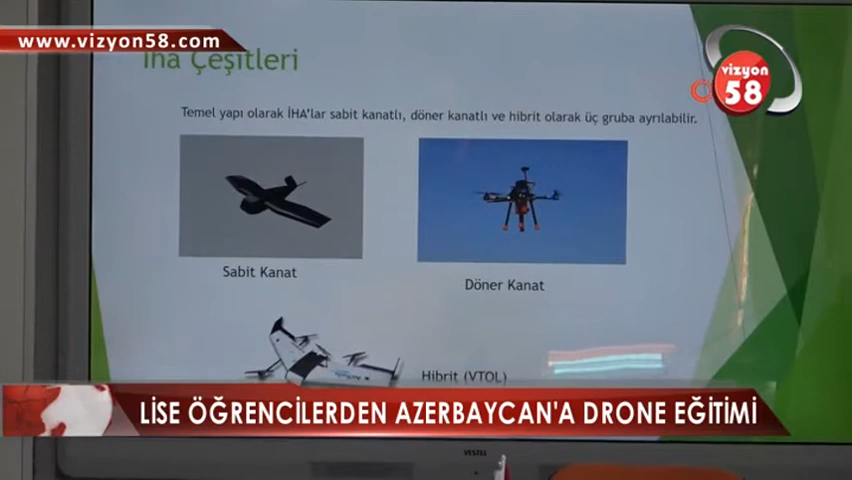 www.vizyon58.com
İha Çeşitleri
vizyon
58
Temel yapı olarak İHA'lar sabit kanatlı, döner kanatlı ve hibrit olarak üç gruba ayrılabilir.
Sabit Kanat
Döner Kanat
Hibrit (VTOL)
LİSE ÖĞRENCİLERDEN AZERBAYCAN'A DRONE EĞİTİMİ
VESTEL